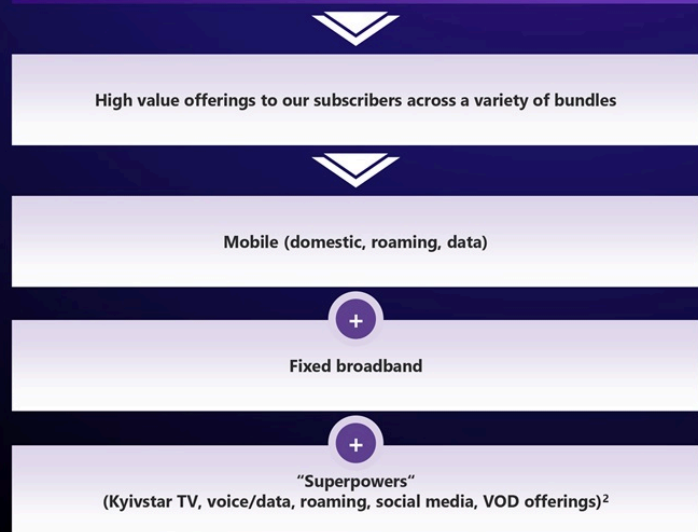 High value offerings to our subscribers across a variety of bundles
Mobile (domestic, roaming, data)
+
Fixed broadband
+
“Superpowers“
(Kyivstar TV, voice/data, roaming, social media, VOD offerings)²